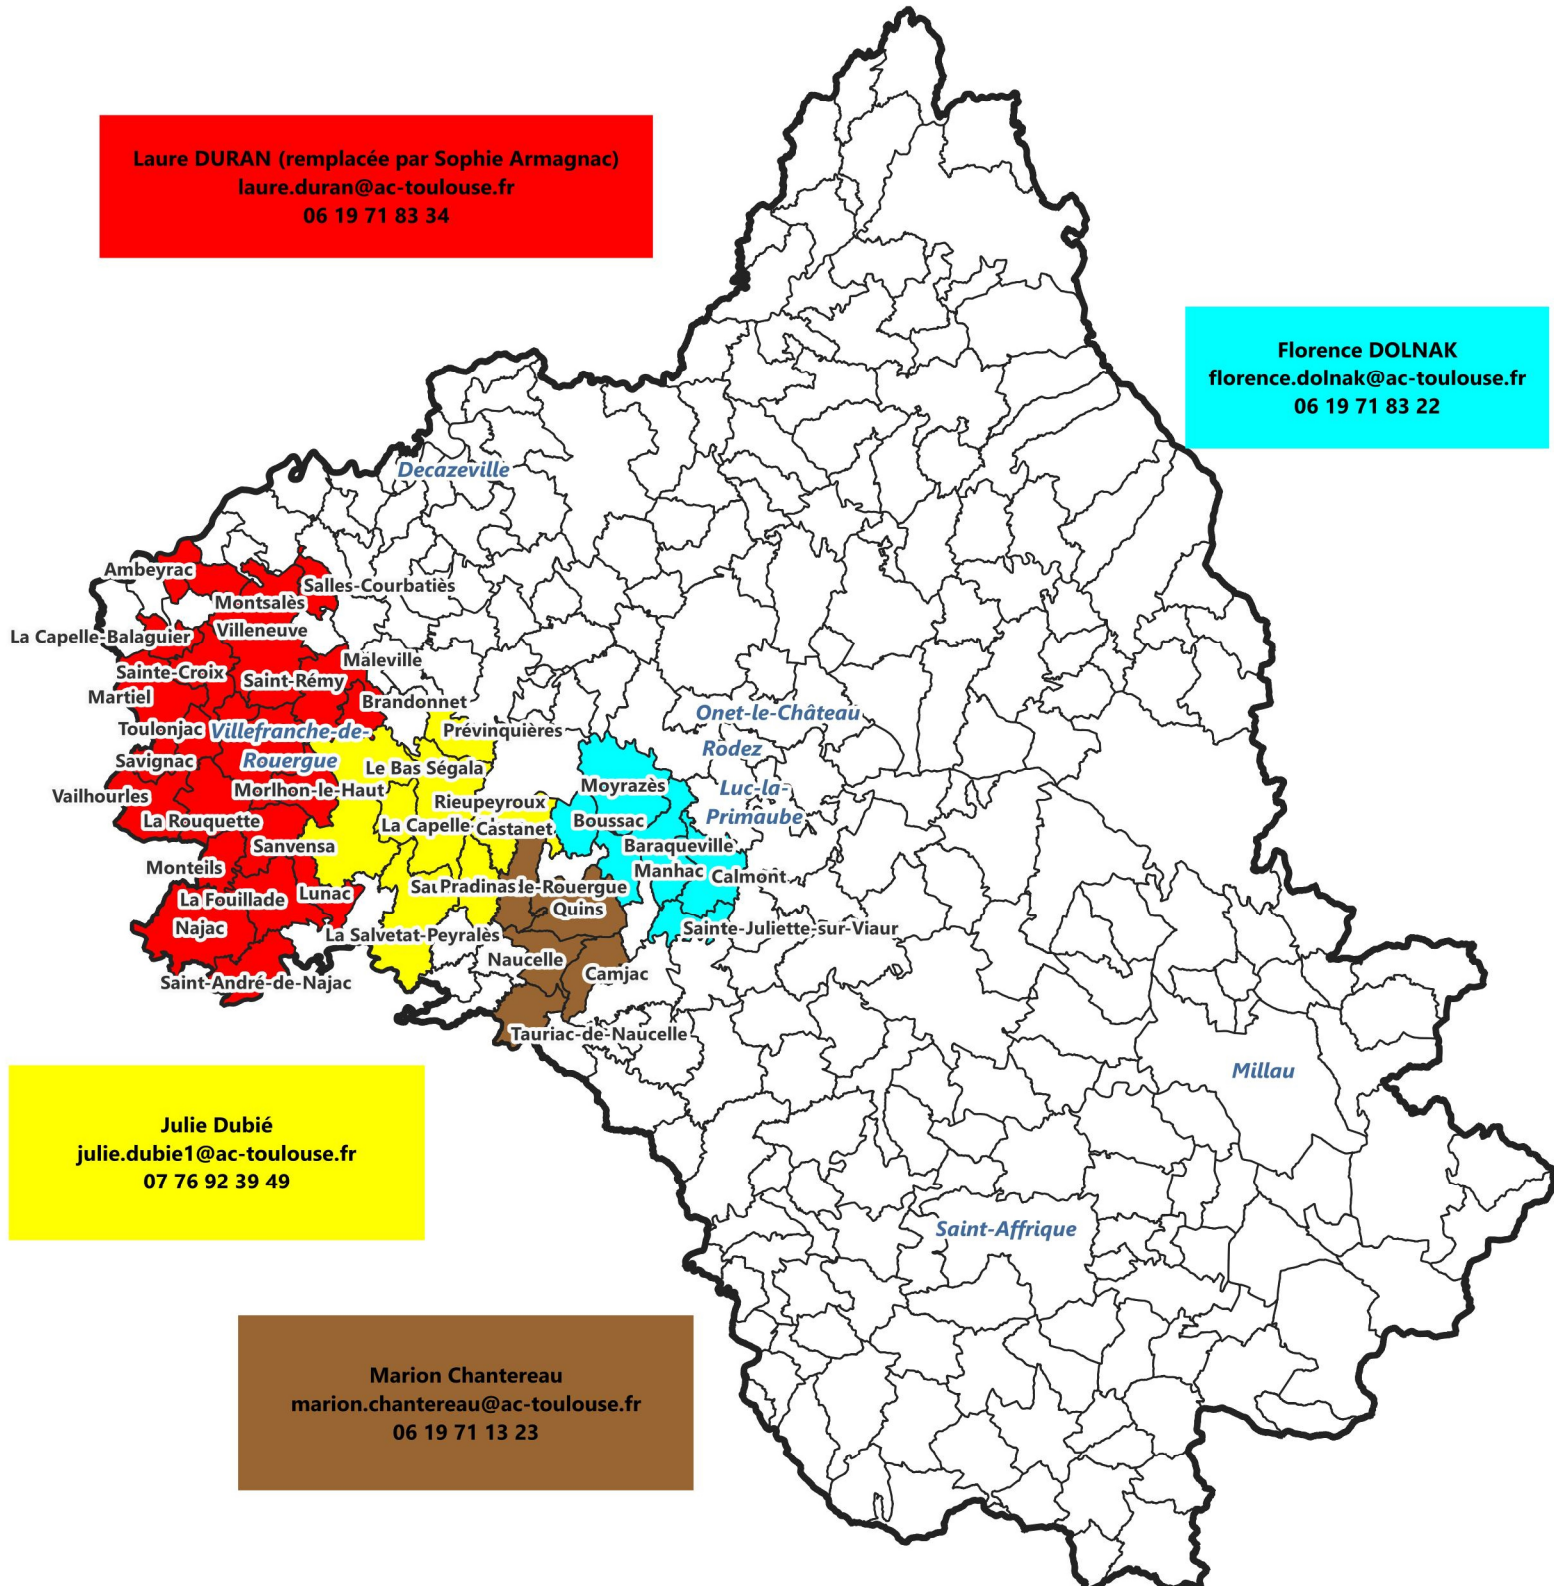 Laure DURAN (remplacée par Sophie Armagnac)
laure.duran@ac-toulouse.fr
06 19 71 83 34
Florence DOLNAK
florence.dolnak@ac-toulouse.fr
06 19 71 83 22
Decazeville
Ambeyrac
Salles-Courbatiès
Montsalès
La Capelle-Balaguier
Villeneuve
Maleville
Sainte-Croix
Saint-Rémy
Martiel
Brandonnet
Onet-le-Château
Toulonjac
Villefranche-de-
Rouergue
Prévinquières
Rodez
Savignac
Le Bas Ségala
Vailhourles
Morlhon-le-Haut
Moyrazès
Luc-la-
Primaube
Rieupeyroux
La Rouquette
La Capelle-
Castanet
Boussac
Sanvensa
Baraqueville
Monteils
Manhac
Calmont
La Fouillade
Lunac
Sau
Pradinas
le-Rouergue
Quins
Najac
La Salvetat-Peyralès
Sainte-Juliette-sur-Viaur
Naucelle
Camjac
Saint-André-de-Najac
Tauriac-de-Naucelle
Millau
Julie Dubié
julie.dubie1@ac-toulouse.fr
07 76 92 39 49
Saint-Affrique
Marion Chantereau
marion.chantereau@ac-toulouse.fr
06 19 71 13 23